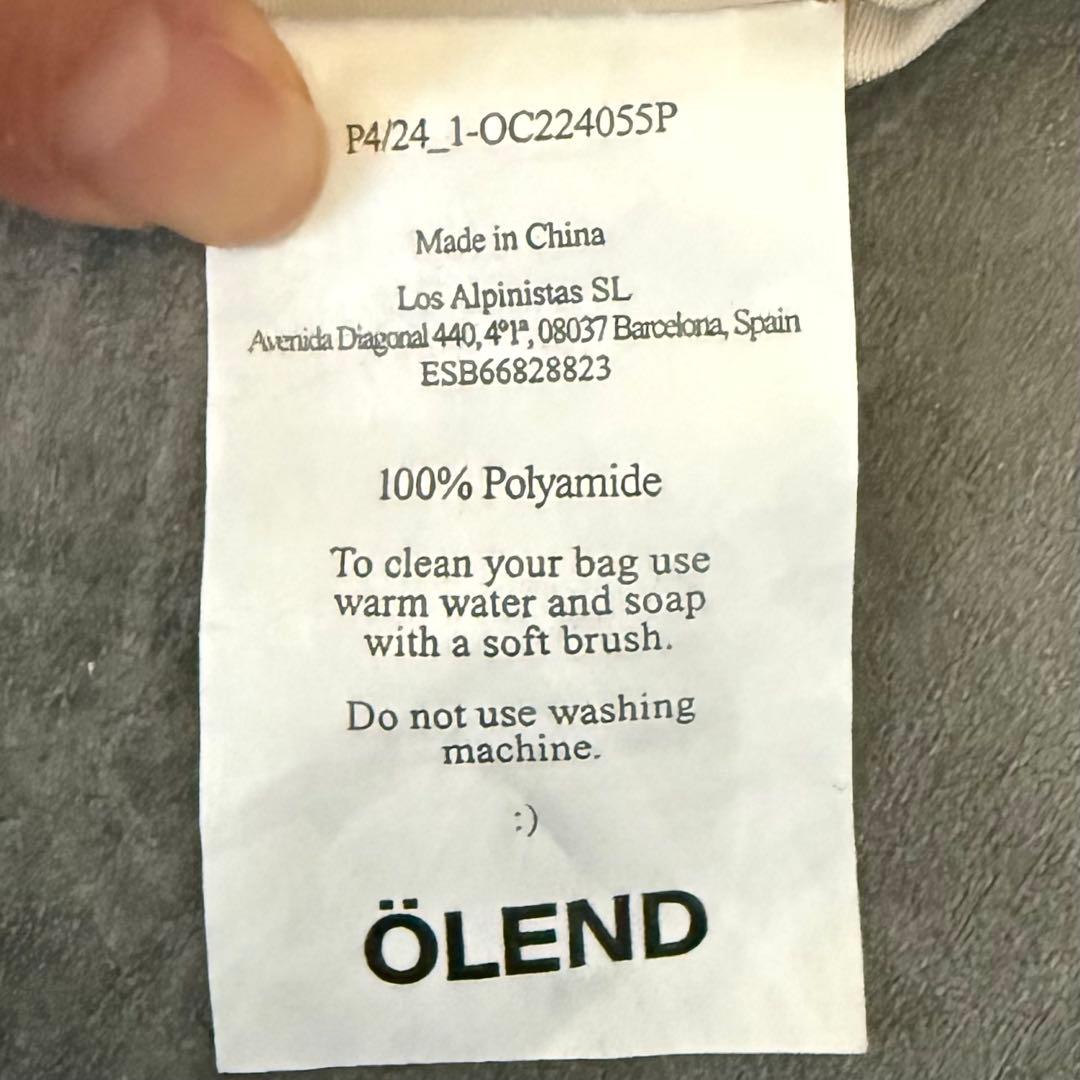 P4/24_1-OC224055P
Made in China
Los Alpinistas SL
Avenida Diagonal 440, 4º1ª, 08037 Barcelona, Spain
ESB66828823
100% Polyamide
To clean your bag use
warm water and soap
with a soft brush.
Do not use washing
machine.
:)
ÖLEND